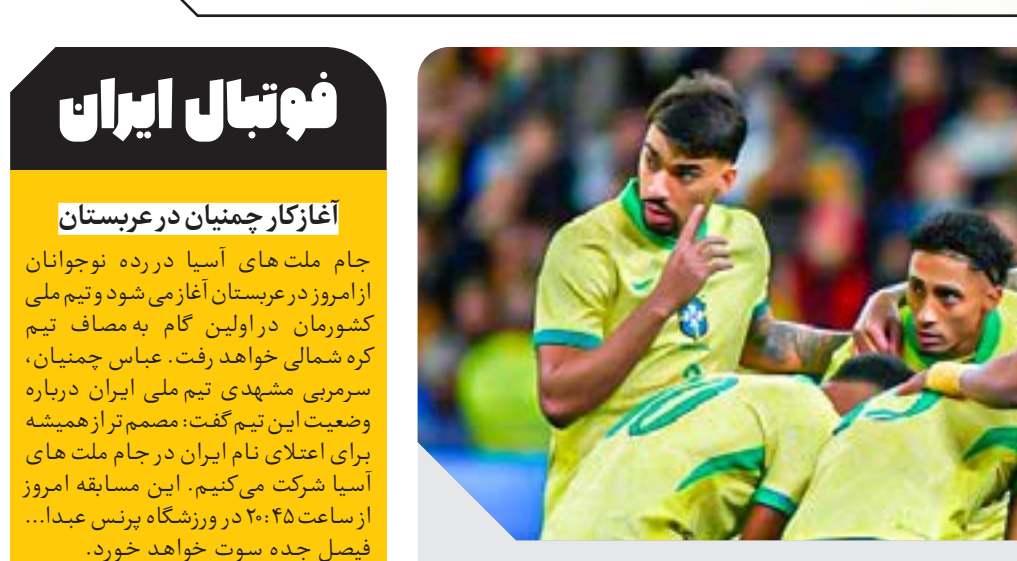 فوتبال ایران
آغاز کار چمنیان در عربستان
جام ملت های آسیا در رده نوجوانان
از امروز در عربستان آغاز می شود و تیم ملی
کشورمان در اولین گام به مصاف تیم
کره شمالی خواهد رفت. عباس چمنیان،
سرمربی مشهدی تیم ملی ایران درباره
وضعیت این تیم گفت: مصمم تر از همیشه
برای اعتلای نام ایران در جام ملت های
آسیا شرکت می‌کنیم. این مسابقه امروز
از ساعت ۲۰:۴۵ در ورزشگاه پرنس عبدا...
فیصل جده سوت خواهد خورد.
10